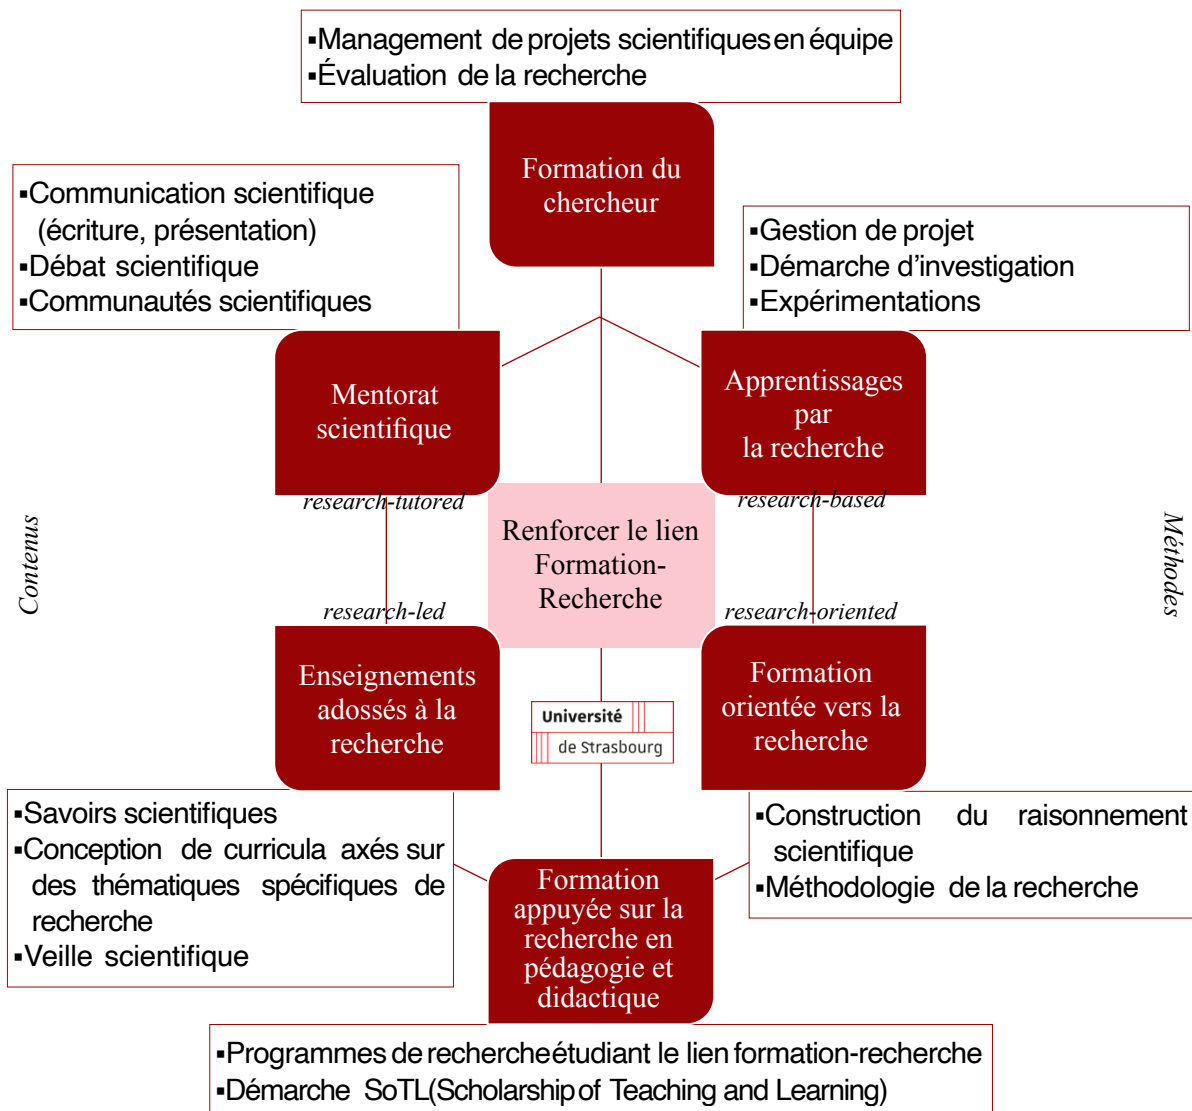 ▪Management de projets scientifiques en équipe
▪Évaluation de la recherche
Formation du
chercheur
▪Communication scientifique
(écriture, présentation)
▪Débat scientifique
▪Communautés scientifiques
▪Gestion de projet
▪Démarche d’investigation
▪Expérimentations
Mentorat
scientifique
Apprentissages
par
la recherche
research-tutored
research-based
Contenus
Renforcer le lien
Formation-
Recherche
Méthodes
research-led
research-oriented
Enseignements
adossés à la
recherche
Université
de Strasbourg
Formation
orientée vers la
recherche
▪Savoirs scientifiques
▪Conception de curricula axés sur
des thématiques spécifiques de
recherche
▪Veille scientifique
▪Construction du raisonnement
scientifique
▪Méthodologie de la recherche
Formation
appuyée sur la
recherche en
pédagogie et
didactique
▪Programmes de recherche étudiant le lien formation-recherche
▪Démarche SoTL(Scholarship of Teaching and Learning)